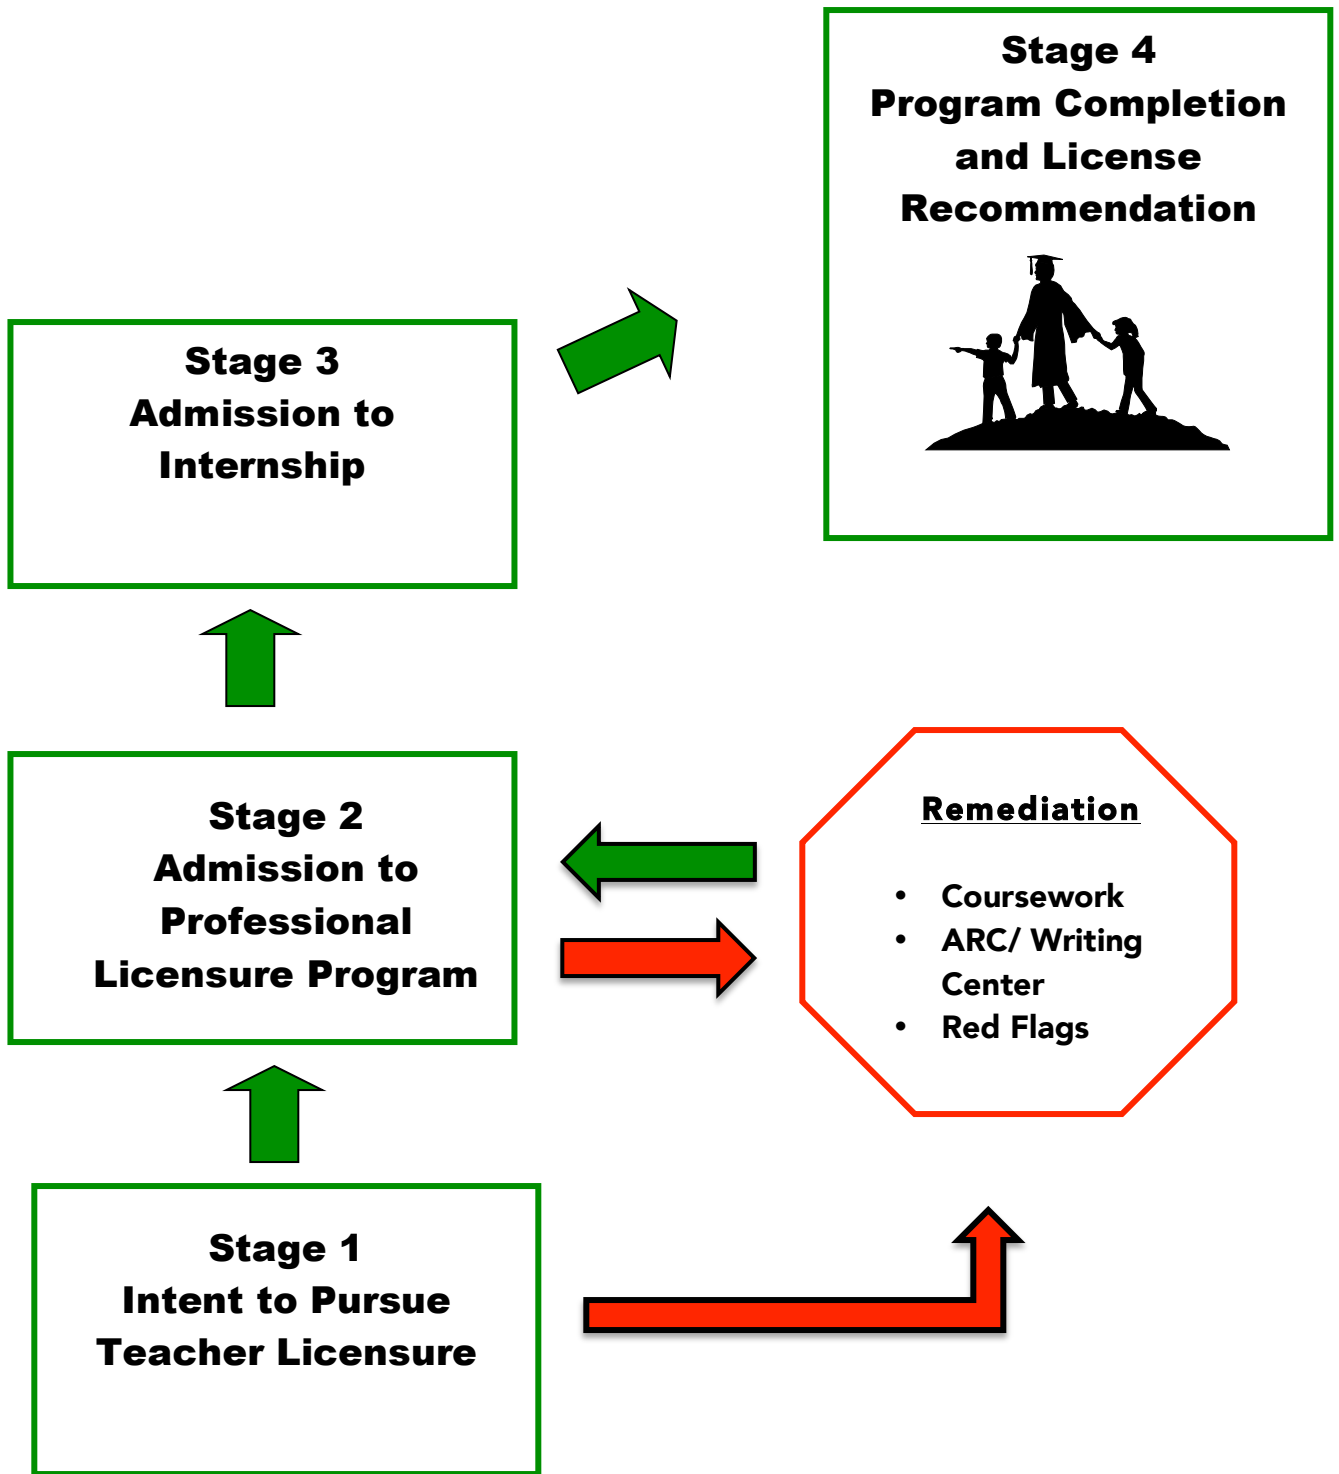 Stage 4
Program Completion
and License
Recommendation
Stage 3
Admission to
Internship
Stage 2
Admission to
Professional
Licensure Program
Remediation
• Coursework
• ARC/ Writing
Center
• Red Flags
Stage 1
Intent to Pursue
Teacher Licensure